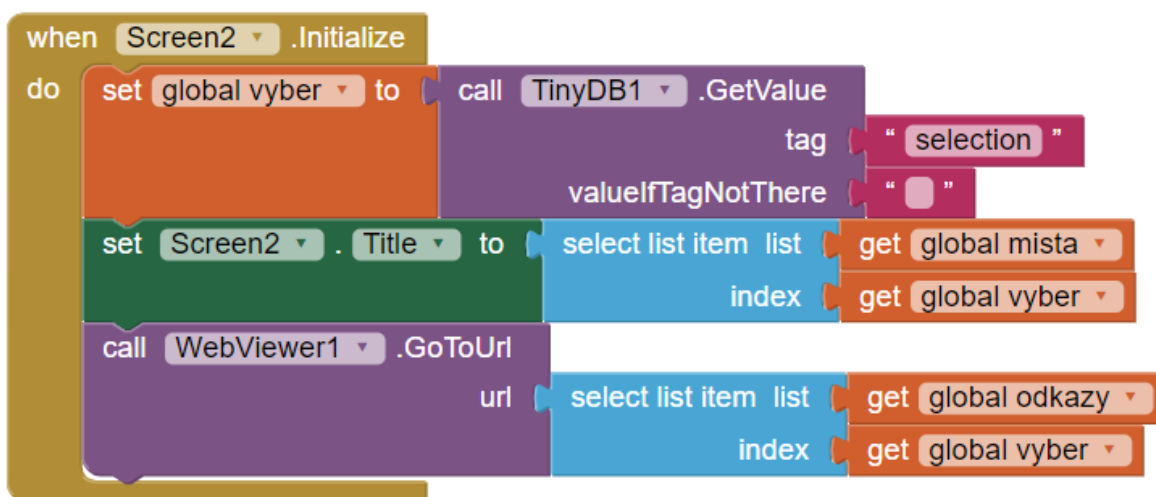 when Screen2 .Initialize
do set global vyber to call TinyDB1 .GetValue
tag “ selection ”
valueIfTagNotThere “ ”
set Screen2 . Title to select list item list get global mista
index get global vyber
call WebViewer1 .GoToUrl
url select list item list get global odkazy
index get global vyber